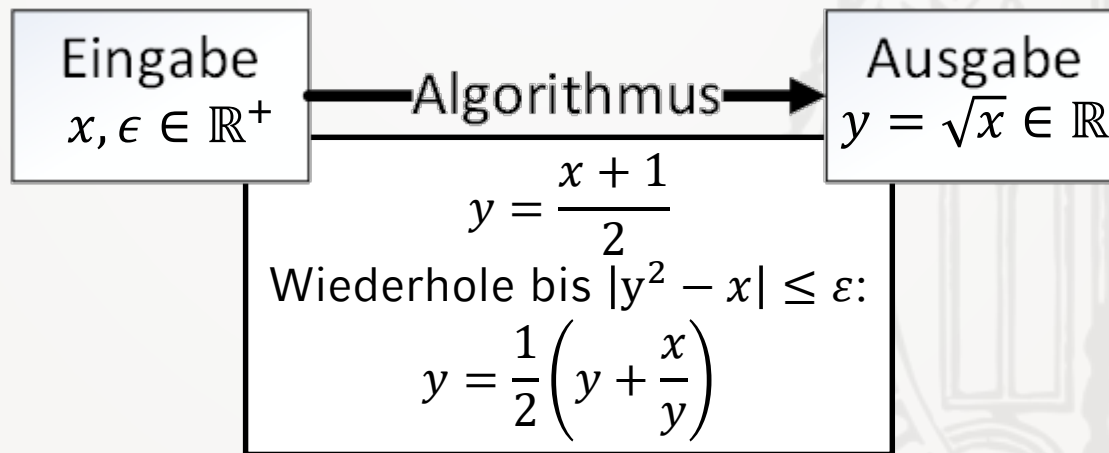 Eingabe
x, ϵ ∈ ℝ⁺
Algorithmus
Ausgabe
y = √x ∈ ℝ
y = (x + 1)/2
Wiederhole bis |y² − x| ≤ ε:
y = 1/2 (y + x/y)